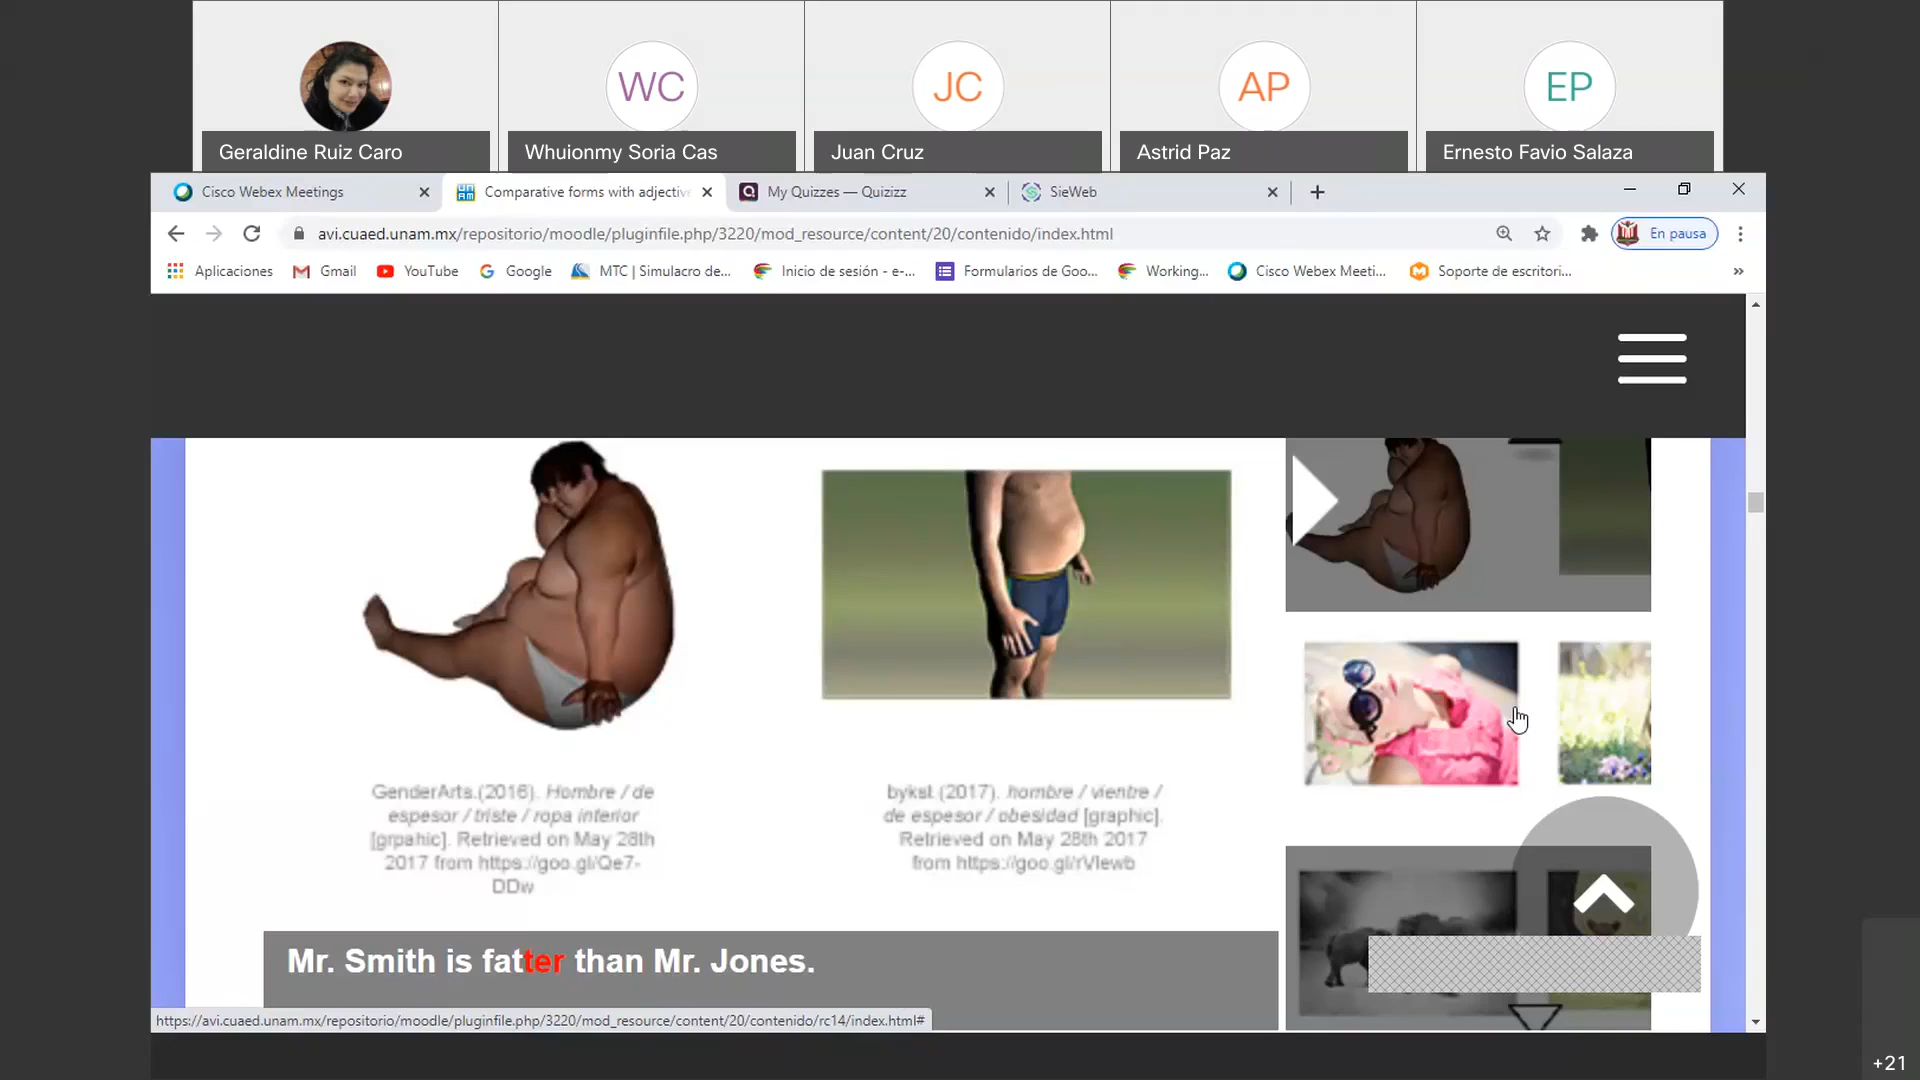 WC
JC
AP
EP
Geraldine Ruiz Caro
Whuionmy Soria Cas
Juan Cruz
Astrid Paz
Ernesto Favio Salaza
Cisco Webex Meetings
Comparative forms with adjectiv
My Quizzes — Quizizz
SieWeb
avi.cuaed.unam.mx/repositorio/moodle/pluginfile.php/3220/mod_resource/content/20/contenido/index.html
En pausa
Aplicaciones
Gmail
YouTube
Google
MTC | Simulacro de...
Inicio de sesión - e-...
Formularios de Goo...
Working...
Cisco Webex Meeti...
Soporte de escritori...
»
GenderArts.(2016). Hombre / de
espesor / triste / ropa interior
[grpahic]. Retrieved on May 28th
2017 from https://goo.gl/Qe7-
DDw
bykst (2017). hombre / vientre /
de espesor / obesidad [graphic].
Retrieved on May 28th 2017
from https://goo.gl/rVIewb
Mr. Smith is fatter than Mr. Jones.
https://avi.cuaed.unam.mx/repositorio/moodle/pluginfile.php/3220/mod_resource/content/20/contenido/rc14/index.html#
+21